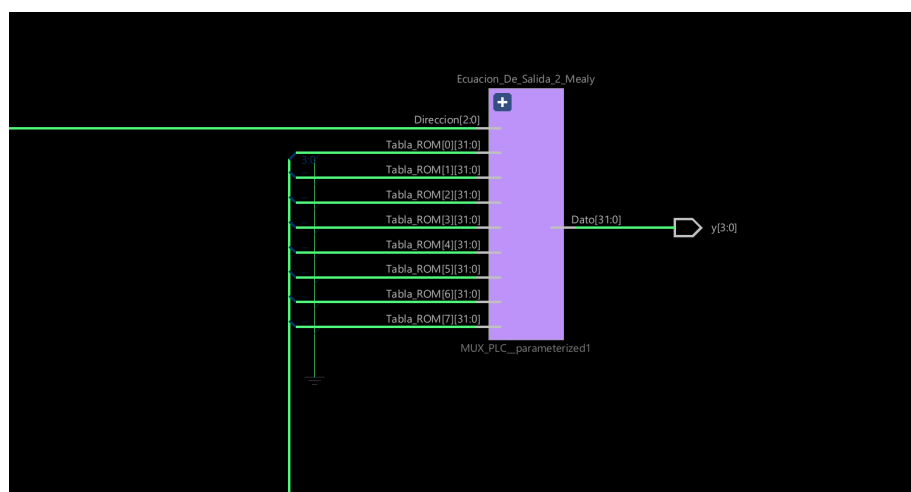 Ecuacion_De_Salida_2_Mealy
Direccion[2:0]
Tabla_ROM[0][31:0]
3:0
Tabla_ROM[1][31:0]
Tabla_ROM[2][31:0]
Tabla_ROM[3][31:0]
Dato[31:0]
y[3:0]
Tabla_ROM[4][31:0]
Tabla_ROM[5][31:0]
Tabla_ROM[6][31:0]
Tabla_ROM[7][31:0]
MUX_PLC__parameterized1